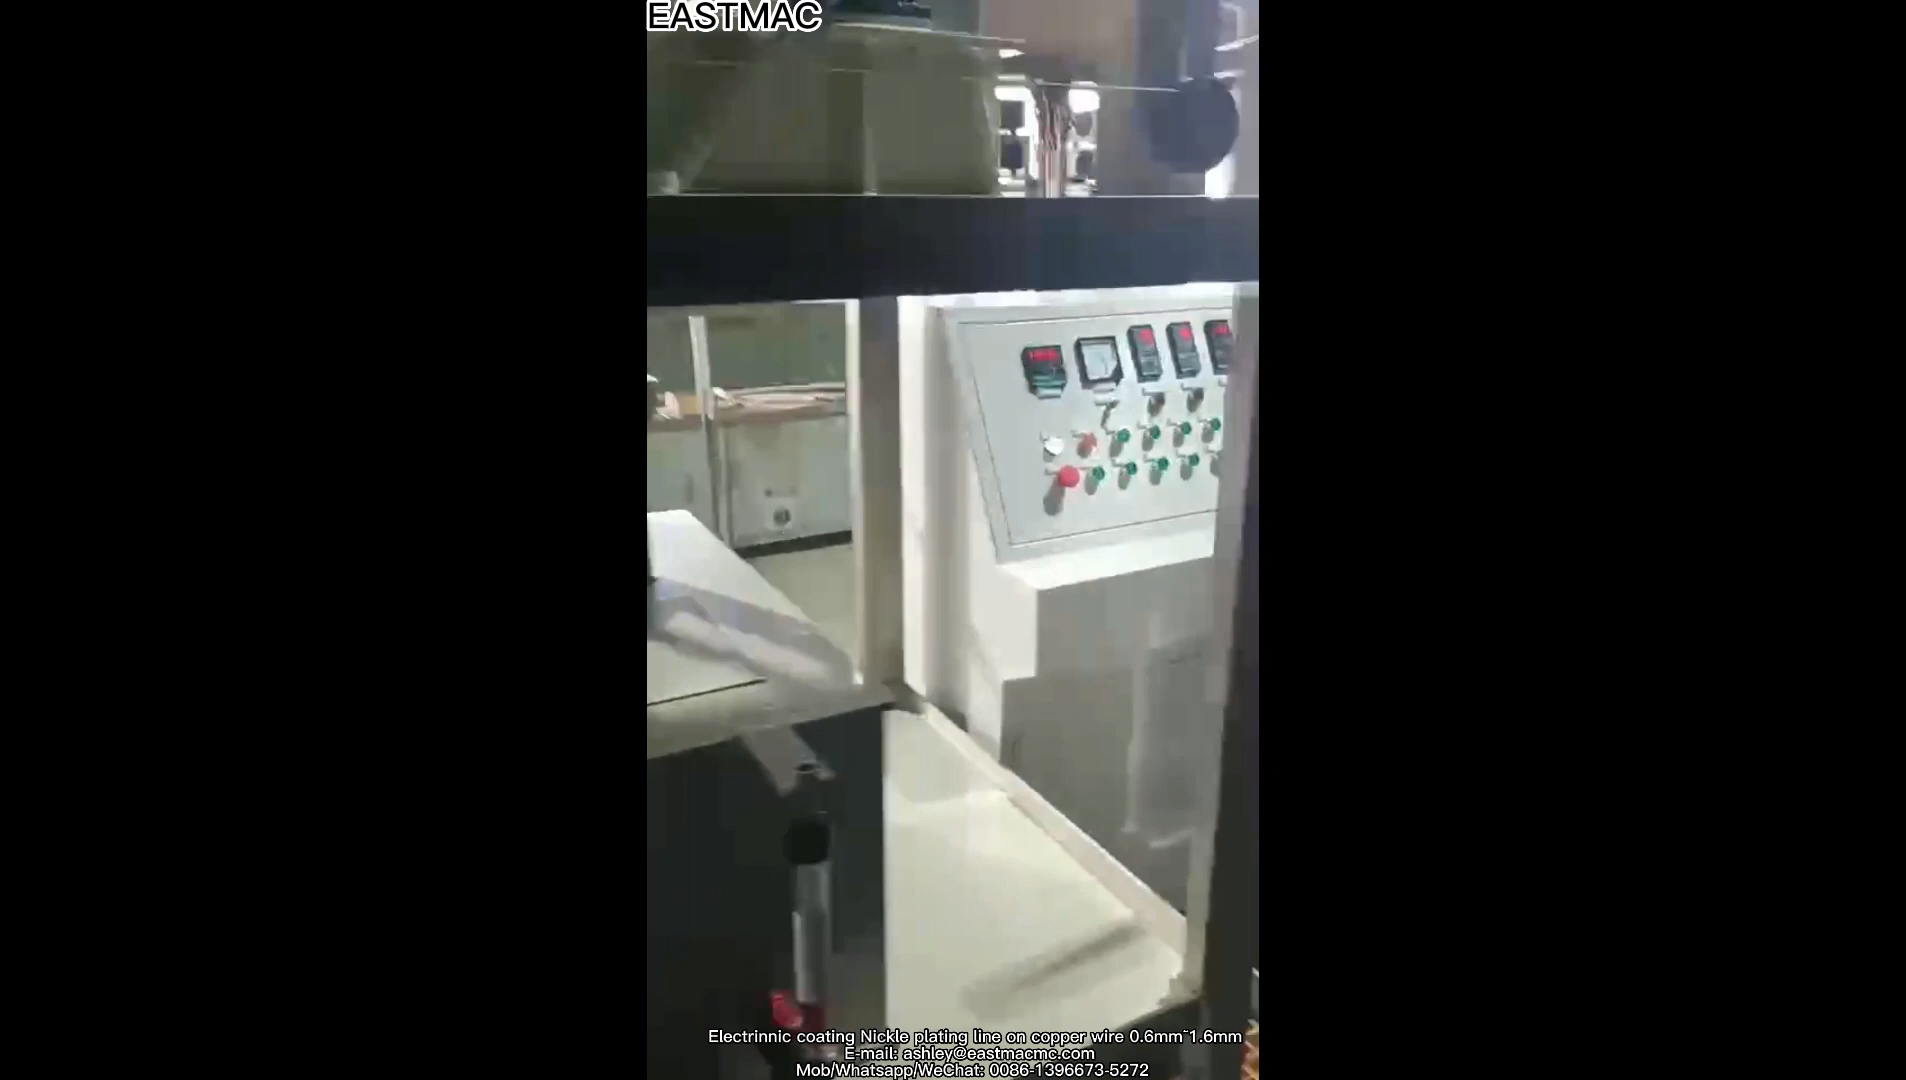 EASTMAC
Electrinnic coating Nickle plating line on copper wire 0.6mm~1.6mm
E-mail: ashley@eastmacmc.com
Mob/Whatsapp/WeChat: 0086-1396673-5272